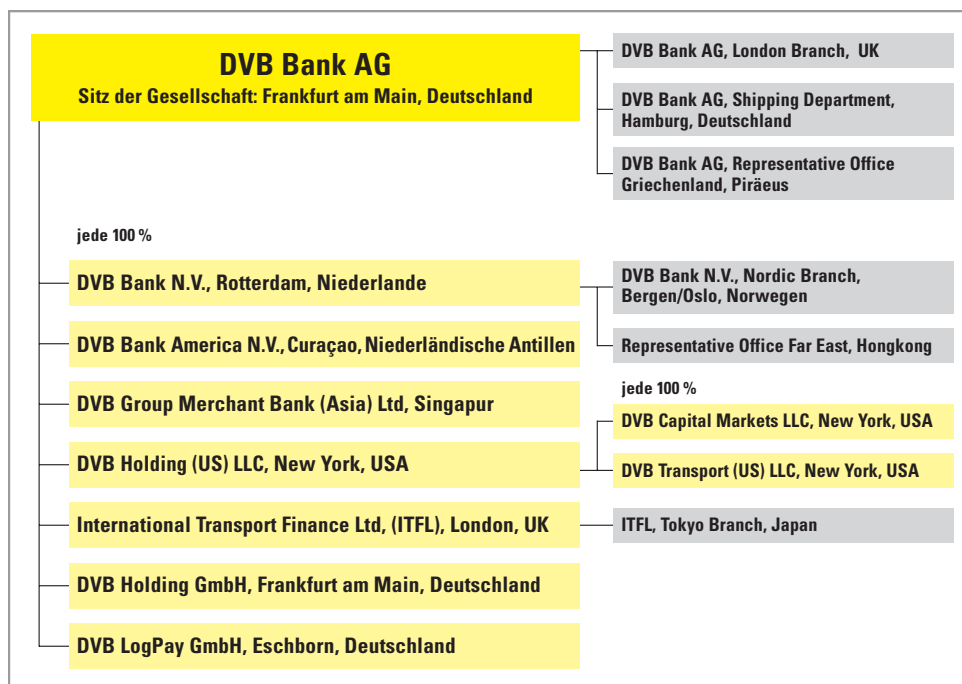 DVB Bank AG
Sitz der Gesellschaft: Frankfurt am Main, Deutschland
DVB Bank AG, London Branch, UK
DVB Bank AG, Shipping Department,
Hamburg, Deutschland
DVB Bank AG, Representative Office
Griechenland, Piräeus
jede 100 %
DVB Bank N.V., Rotterdam, Niederlande
DVB Bank N.V., Nordic Branch,
Bergen/Oslo, Norwegen
DVB Bank America N.V., Curaçao, Niederländische Antillen
Representative Office Far East, Hongkong
DVB Group Merchant Bank (Asia) Ltd, Singapur
jede 100 %
DVB Capital Markets LLC, New York, USA
DVB Holding (US) LLC, New York, USA
DVB Transport (US) LLC, New York, USA
International Transport Finance Ltd, (ITFL), London, UK
ITFL, Tokyo Branch, Japan
DVB Holding GmbH, Frankfurt am Main, Deutschland
DVB LogPay GmbH, Eschborn, Deutschland